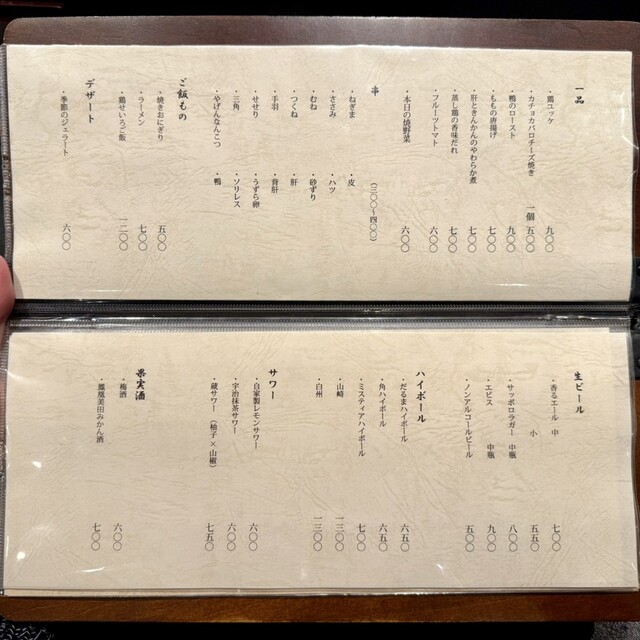 一品
・鶏ユッケ 九〇〇
・カチョカバロチーズ焼き 一個 五〇〇
・鴨のロースト 九〇〇
・ももの唐揚げ 七〇〇
・肝ときんかんのやわらか煮 七〇〇
・蒸し鶏の香味だれ 七〇〇
・フルーツトマト 六〇〇
・本日の焼野菜 六〇〇
串 (二〇〇〜四〇〇)
・ねぎま ・皮
・ささみ ・ハツ
・むね ・砂ずり
・つくね ・肝
・手羽 ・背肝
・せせり ・うずら卵
・三角 ・ソリレス
・やげんなんこつ ・鴨
ご飯もの
・焼きおにぎり 五〇〇
・ラーメン 七〇〇
・鶏せいろご飯 一二〇〇
デザート
・季節のジェラート 六〇〇
生ビール
・香るエール 中 七〇〇
小 五五〇
・サッポロラガー 中瓶 八〇〇
・エビス 中瓶 九〇〇
・ノンアルコールビール 五〇〇
ハイボール
・だるまハイボール 六五〇
・角ハイボール 六五〇
・ミスティアハイボール 七〇〇
・山崎 一三〇〇
・白州 一三〇〇
サワー
・自家製レモンサワー 六〇〇
・宇治抹茶サワー 六〇〇
・蔵サワー (柚子×山椒) 七五〇
果実酒
・梅酒 六〇〇
・鳳凰美田みかん酒 七〇〇